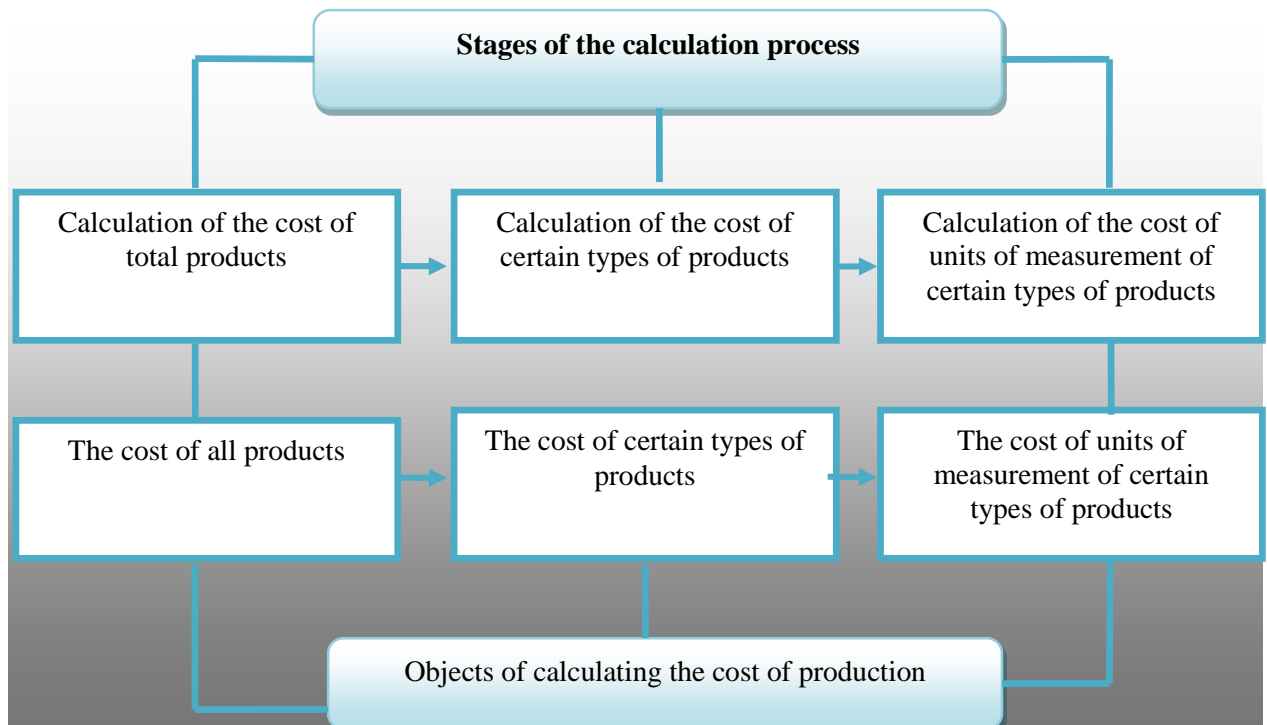 Stages of the calculation process
Calculation of the cost of
total products
Calculation of the cost of
certain types of products
Calculation of the cost of
units of measurement of
certain types of products
The cost of all products
The cost of certain types of
products
The cost of units of
measurement of certain
types of products
Objects of calculating the cost of production